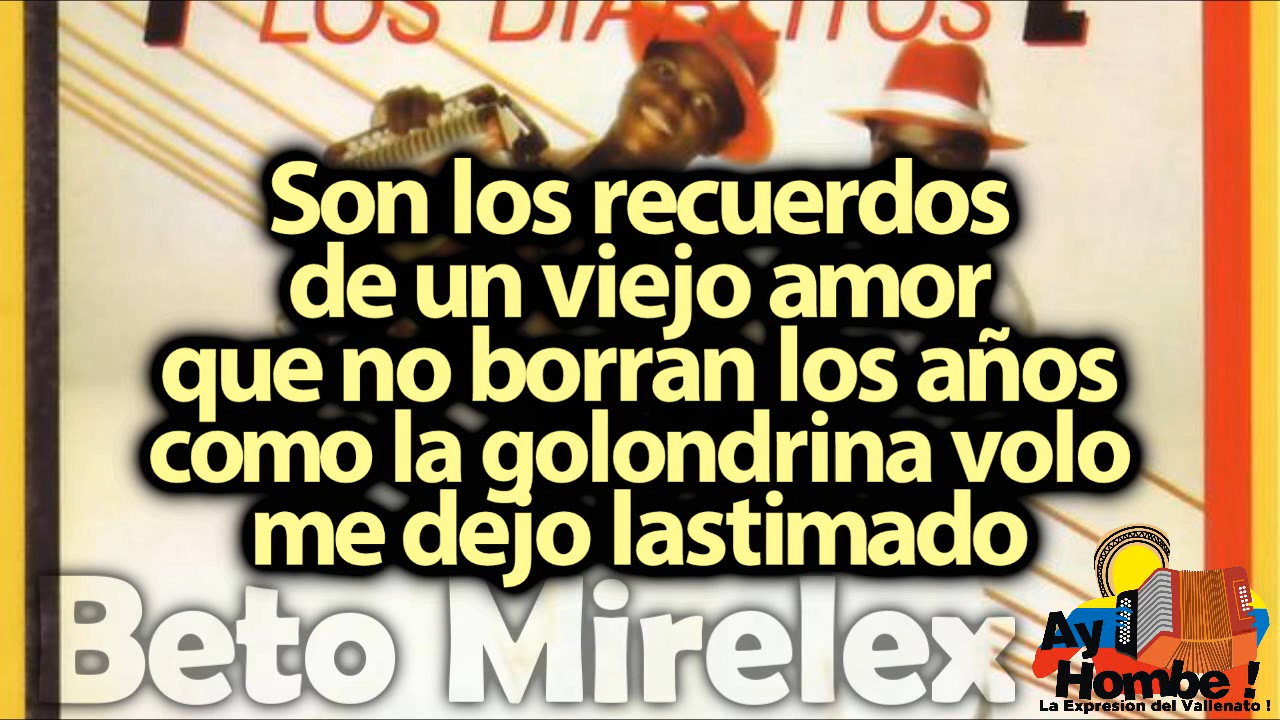 LOS DIABLITOS
Son los recuerdos
de un viejo amor
que no borran los años
como la golondrina volo
me dejo lastimado
Beto Mirelex
Ay
Hombe !
La Expresion del Vallenato !